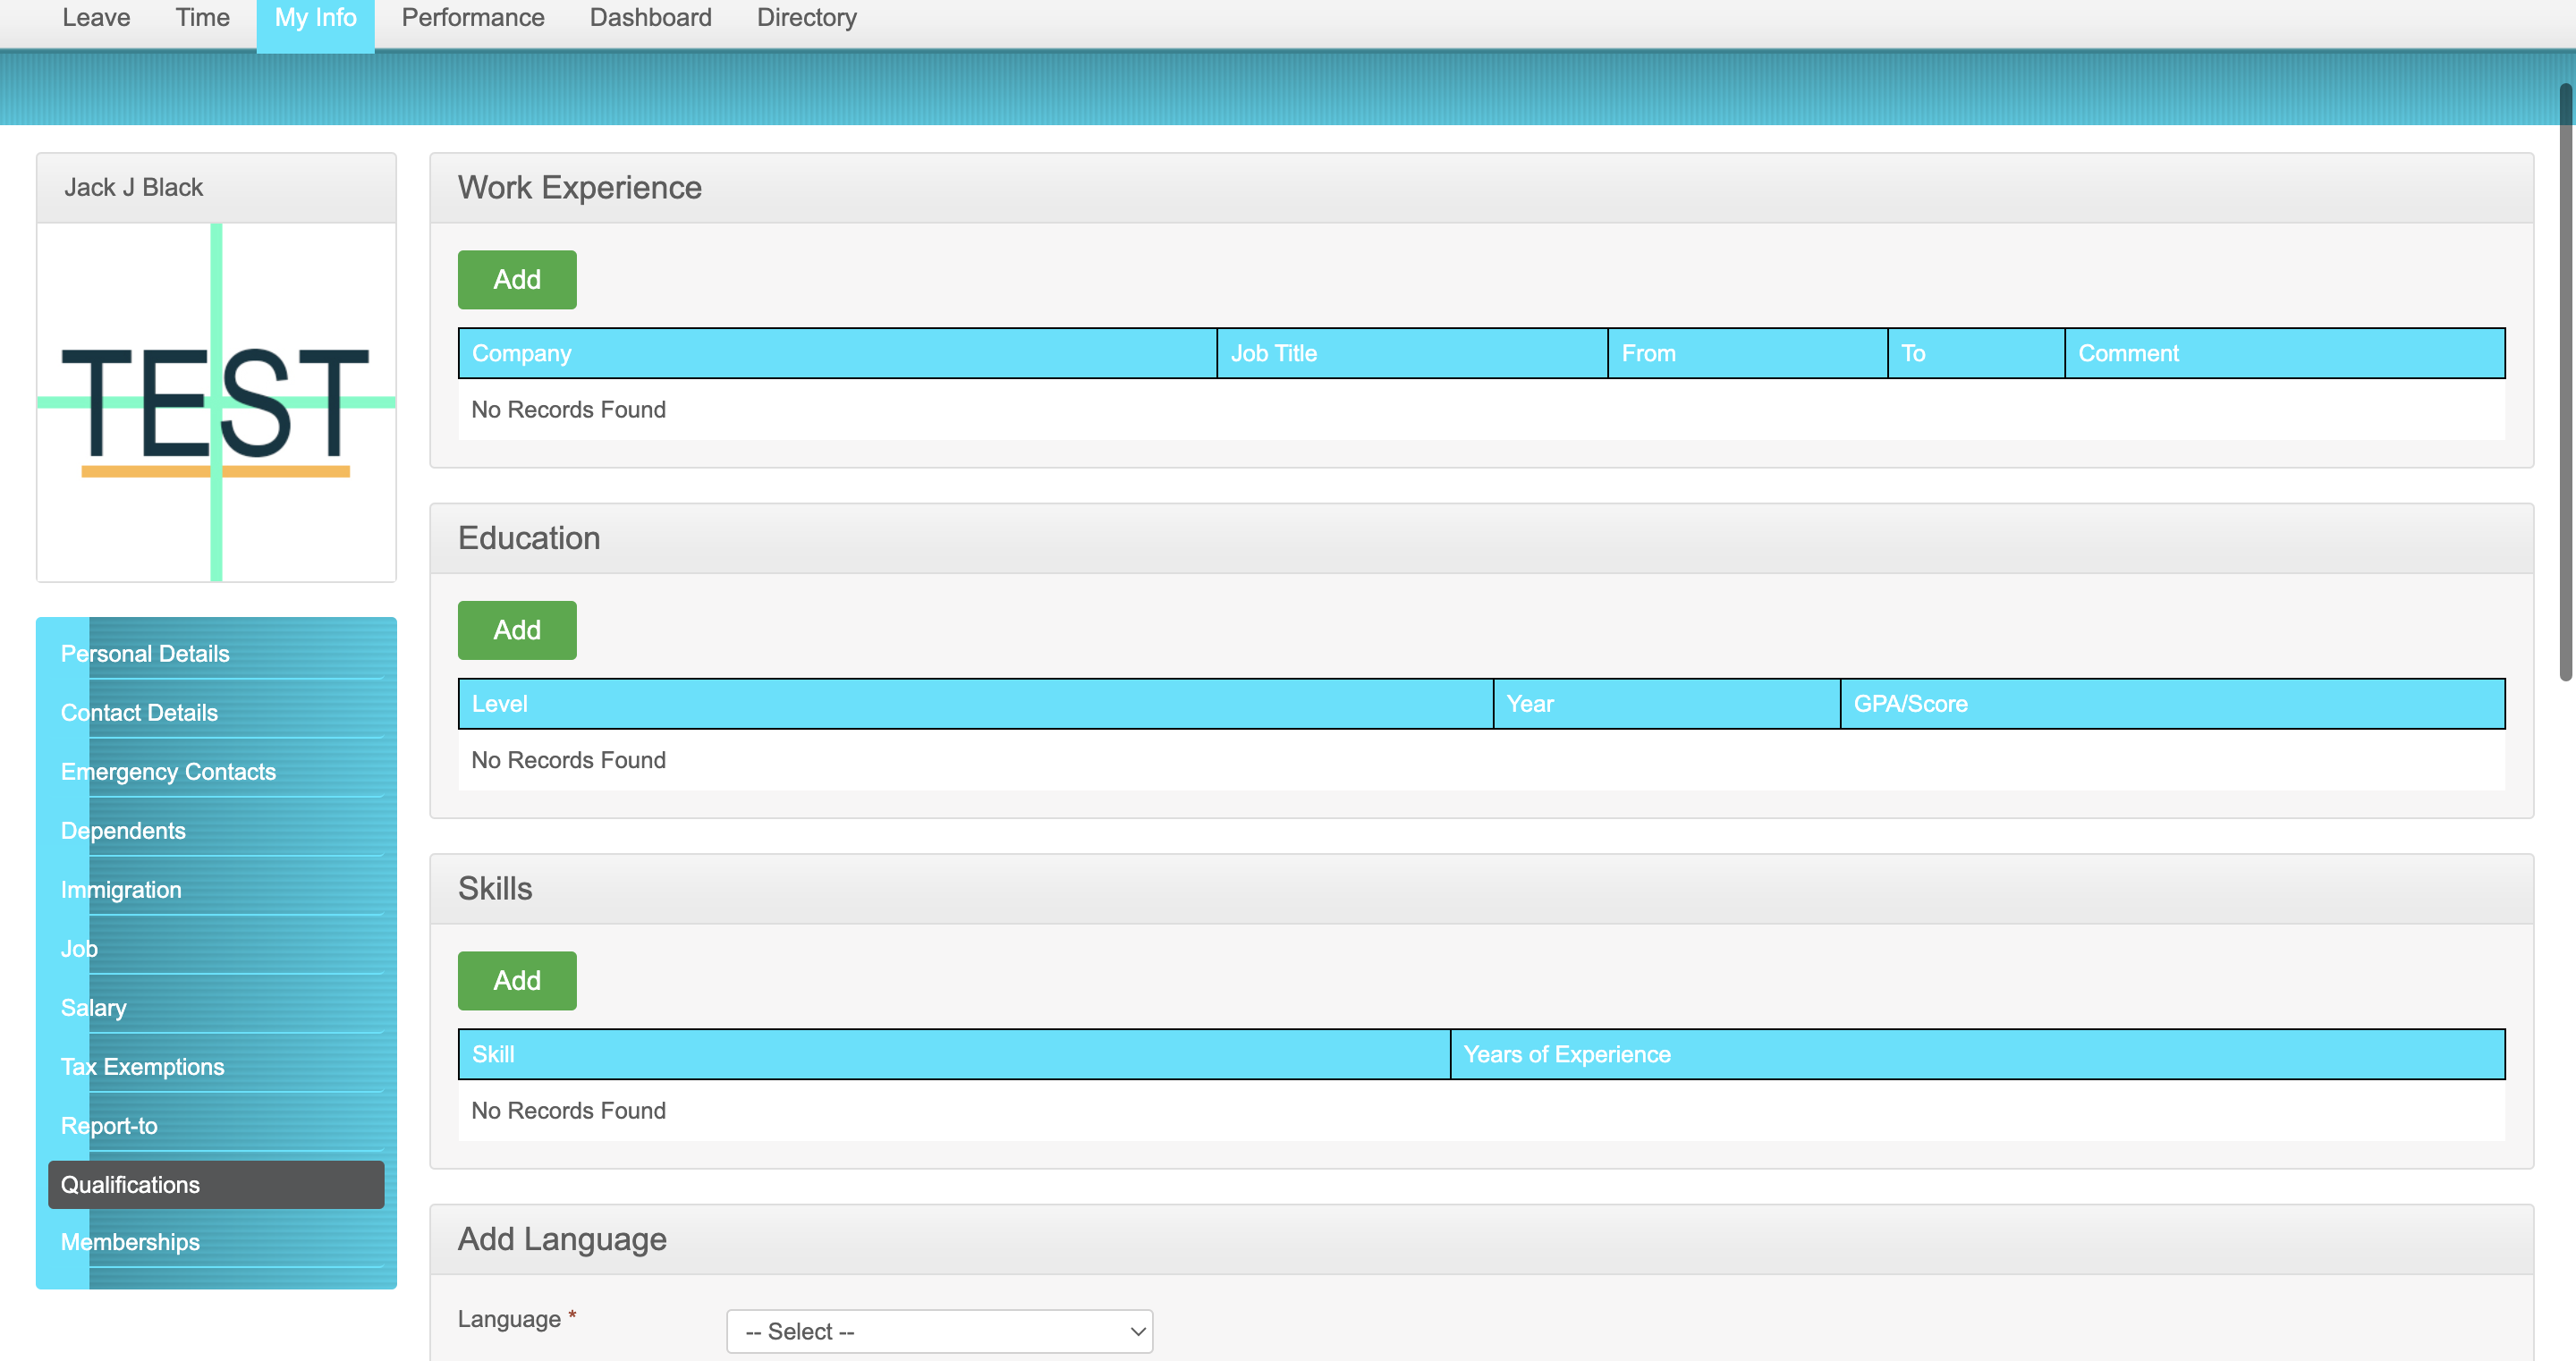 Leave Time My Info Performance Dashboard Directory
Jack J Black
TEST
Personal Details
Contact Details
Emergency Contacts
Dependents
Immigration
Job
Salary
Tax Exemptions
Report-to
Qualifications
Memberships
Work Experience
Add
Company Job Title From To Comment
No Records Found
Education
Add
Level Year GPA/Score
No Records Found
Skills
Add
Skill Years of Experience
No Records Found
Add Language
Language * -- Select --